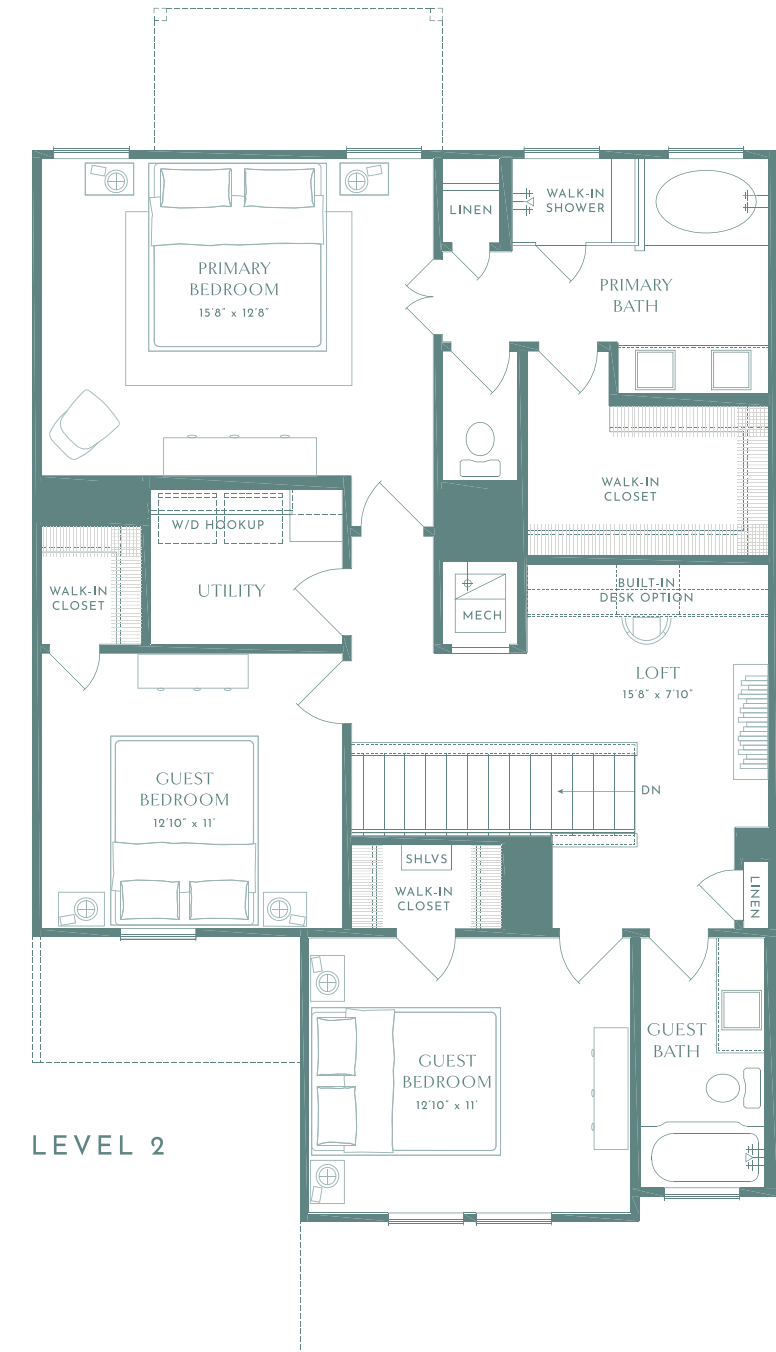 LINEN
WALK-IN
SHOWER
PRIMARY
BEDROOM
15'8" x 12'8"
PRIMARY
BATH
WALK-IN
CLOSET
W/D HOOKUP
UTILITY
WALK-IN
CLOSET
MECH
BUILT-IN
DESK OPTION
LOFT
15'8" x 7'10"
GUEST
BEDROOM
12'10" x 11'
DN
SHLVS
WALK-IN
CLOSET
LINEN
GUEST
BATH
GUEST
BEDROOM
12'10" x 11'
LEVEL 2